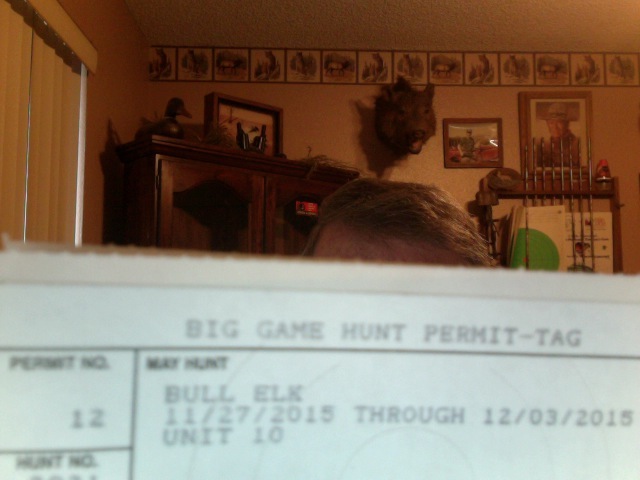 BIG GAME HUNT PERMIT-TAG
PERMIT NO.
12
MAY HUNT
BULL ELK
11/27/2015 THROUGH 12/03/2015
UNIT 10
HUNT NO.